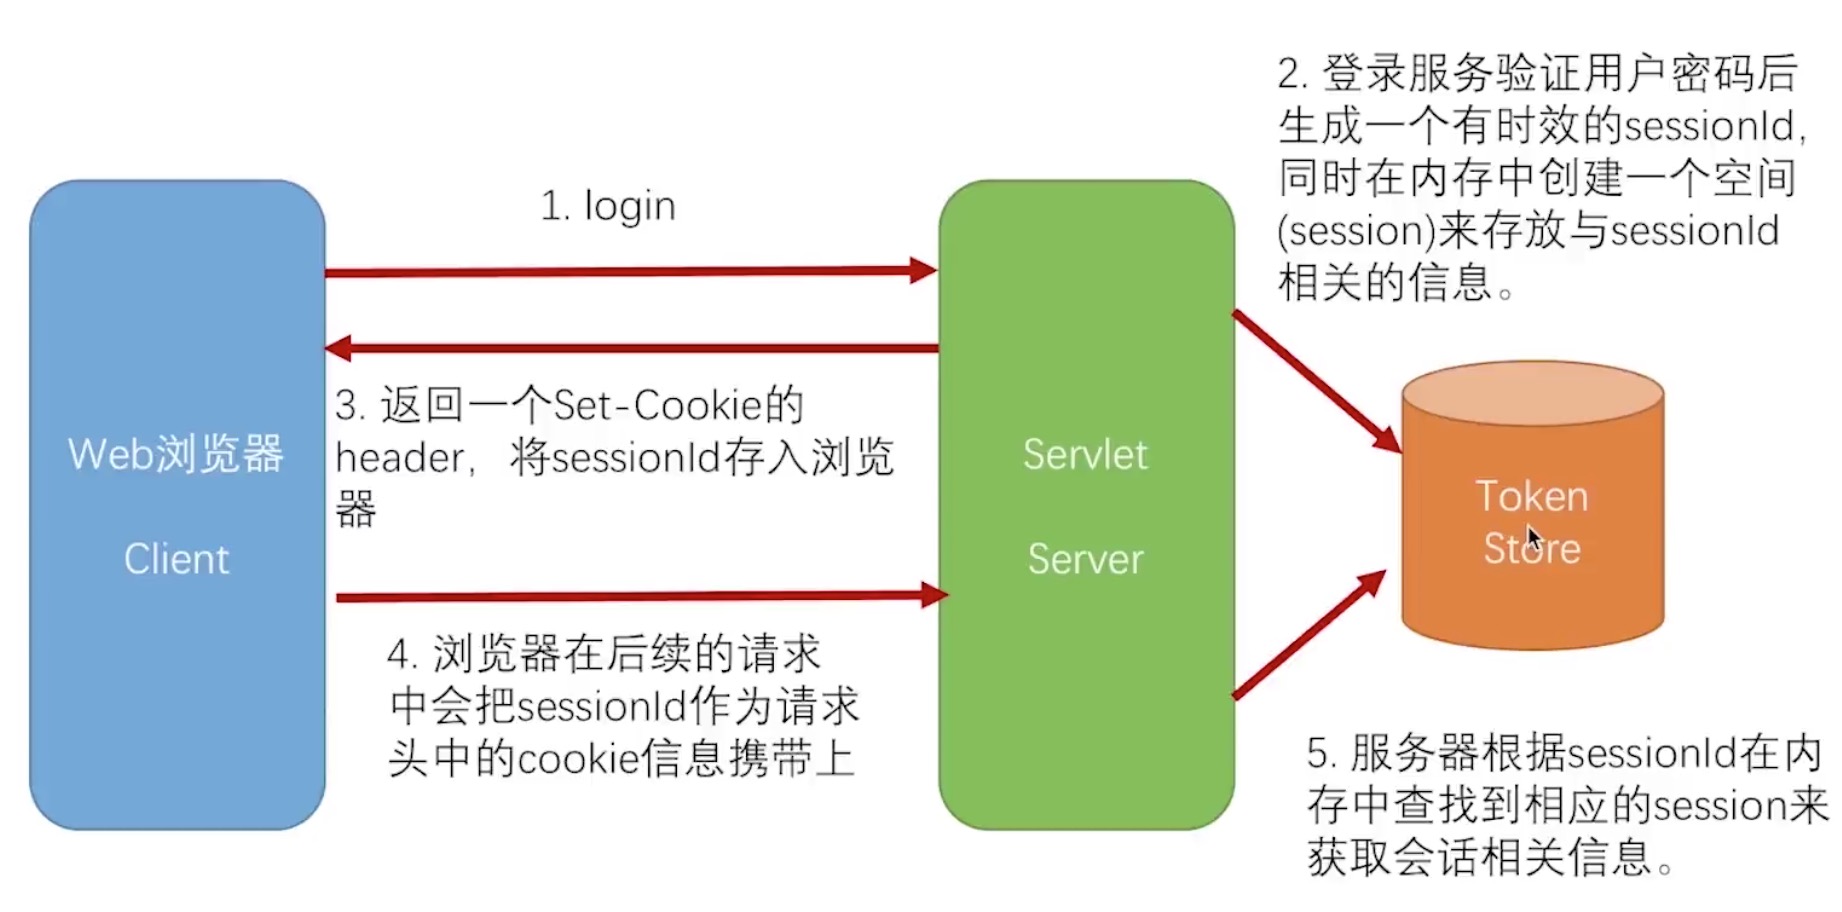 1. login
2. 登录服务验证用户密码后
生成一个有时效的sessionId,
同时在内存中创建一个空间
(session)来存放与sessionId
相关的信息。
3. 返回一个Set-Cookie的
header， 将sessionId存入浏览
器
4. 浏览器在后续的请求
中会把sessionId作为请求
头中的cookie信息携带上
5. 服务器根据sessionId在内
存中查找到相应的session来
获取会话相关信息。
Web浏览器
Client
Servlet
Server
Token
Store